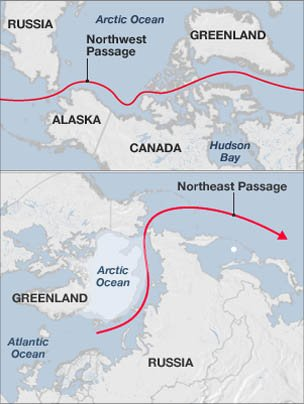 RUSSIA
Arctic Ocean
GREENLAND
Northwest
Passage
ALASKA
CANADA
Hudson
Bay
Northeast Passage
Arctic
Ocean
GREENLAND
Atlantic
Ocean
RUSSIA